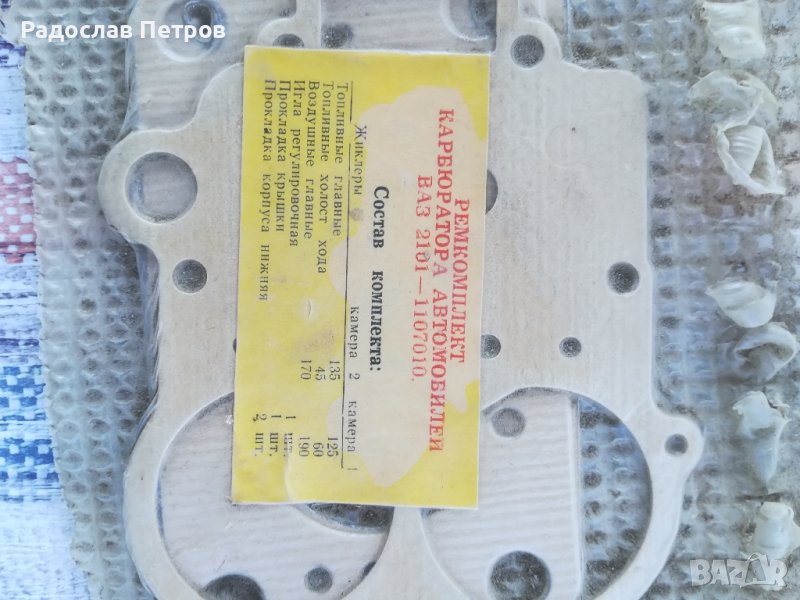 Радослав Петров
РЕМКОМПЛЕКТ
КАРБЮРАТОРА АВТОМОБИЛЕЙ
ВАЗ 2101—1107010.
Состав комплекта:
Жиклеры камера 2 камера 1
Топливные главные 135 125
Топливные холост хода 45 60
Воздушные главные 170 190
Игла регулировочная 1 шт.
Прокладка крышки 1 шт.
Прокладка корпуса нижняя 2 шт.
BAZAR